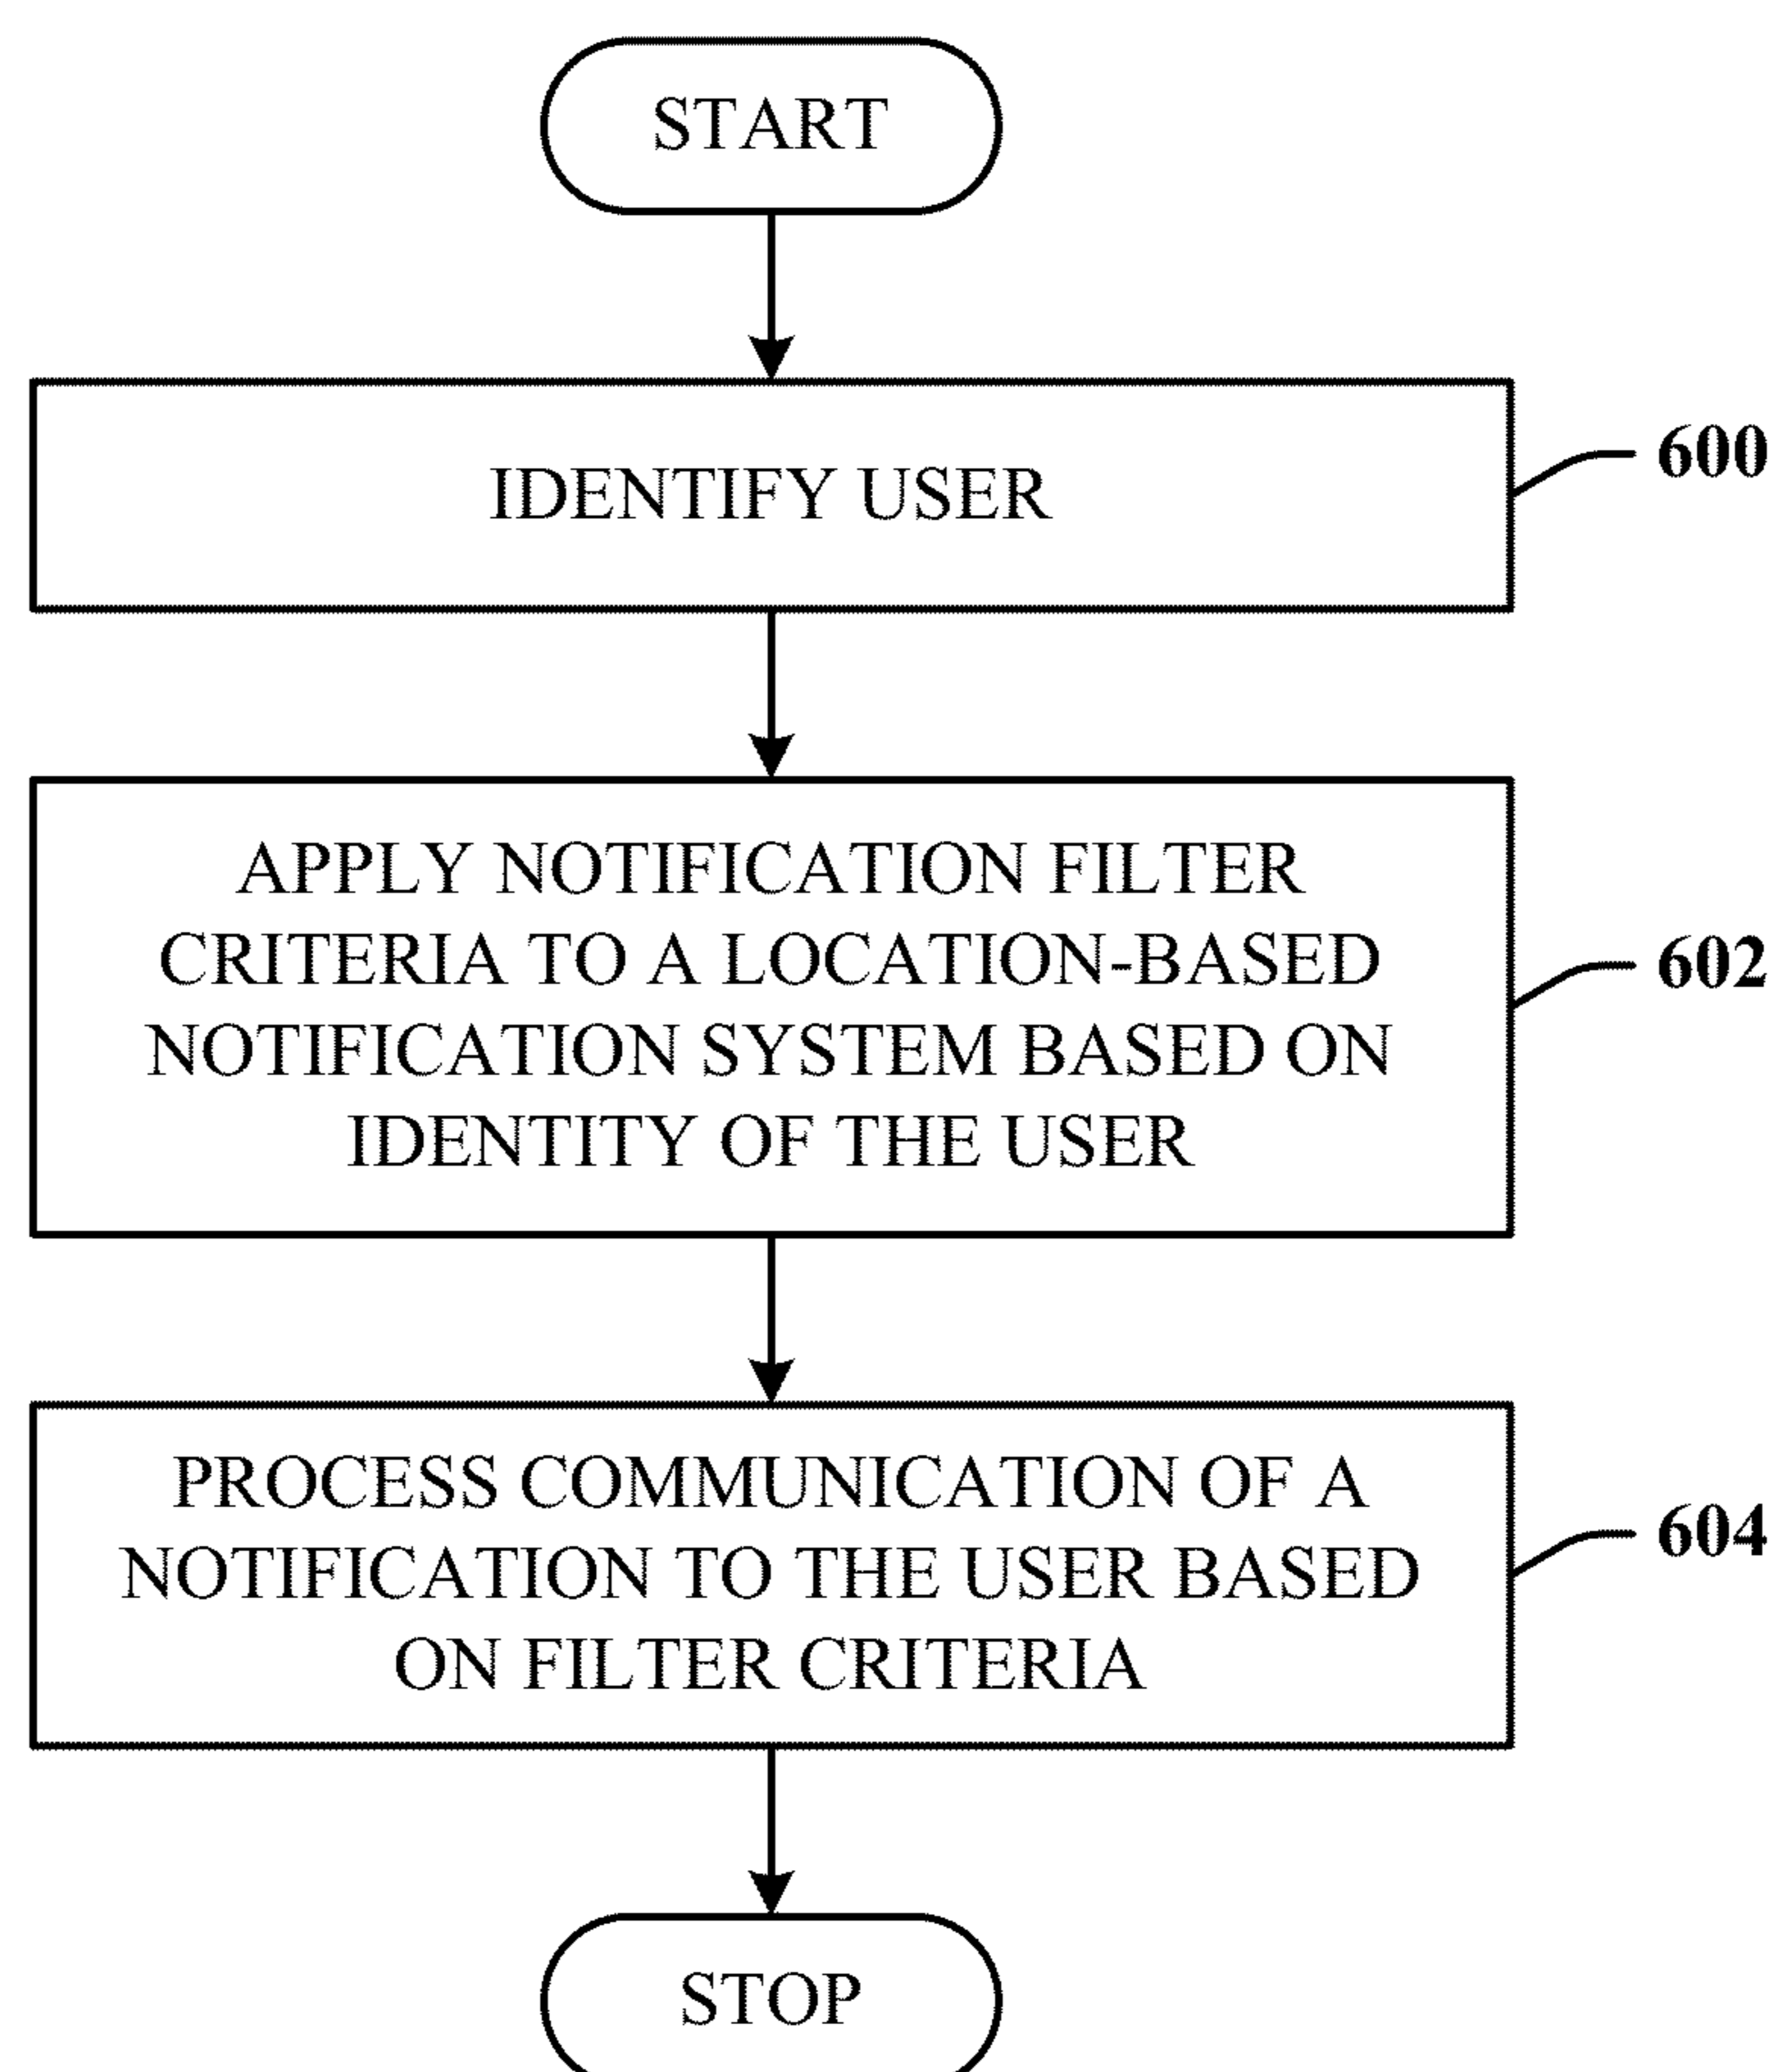 START
IDENTIFY USER
600
APPLY NOTIFICATION FILTER
CRITERIA TO A LOCATION-BASED
NOTIFICATION SYSTEM BASED ON
IDENTITY OF THE USER
602
PROCESS COMMUNICATION OF A
NOTIFICATION TO THE USER BASED
ON FILTER CRITERIA
604
STOP